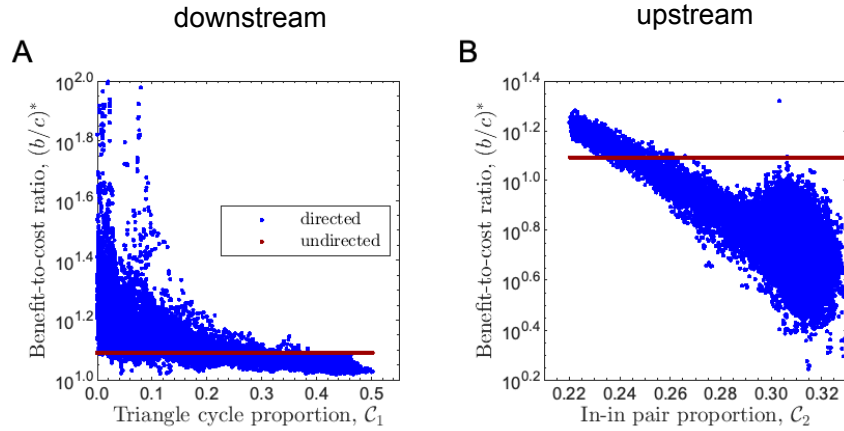 downstream
upstream
A
B
Benefit-to-cost ratio, (b/c)*
10^2.0
10^1.8
10^1.6
10^1.4
10^1.2
10^1.0
directed
undirected
0.0 0.1 0.2 0.3 0.4 0.5
Triangle cycle proportion, 𝒞₁
Benefit-to-cost ratio, (b/c)*
10^1.4
10^1.2
10^1.0
10^0.8
10^0.6
10^0.4
10^0.2
0.22 0.24 0.26 0.28 0.30 0.32
In-in pair proportion, 𝒞₂